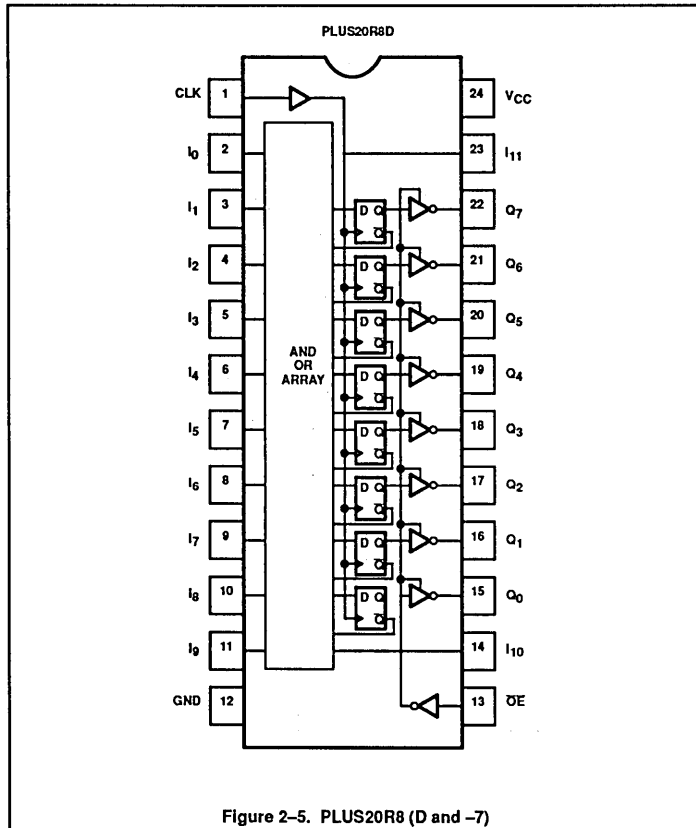 PLUS20R8D
CLK 1 24 VCC
I0 2 23 I11
I1 3 D Q 22 Q7
Q
I2 4 D Q 21 Q6
Q
I3 5 D Q 20 Q5
Q
AND
OR
ARRAY
I4 6 D Q 19 Q4
Q
I5 7 D Q 18 Q3
Q
I6 8 D Q 17 Q2
Q
I7 9 D Q 16 Q1
Q
I8 10 D Q 15 Q0
Q
I9 11 14 I10
GND 12 13 OE
Figure 2–5. PLUS20R8 (D and –7)